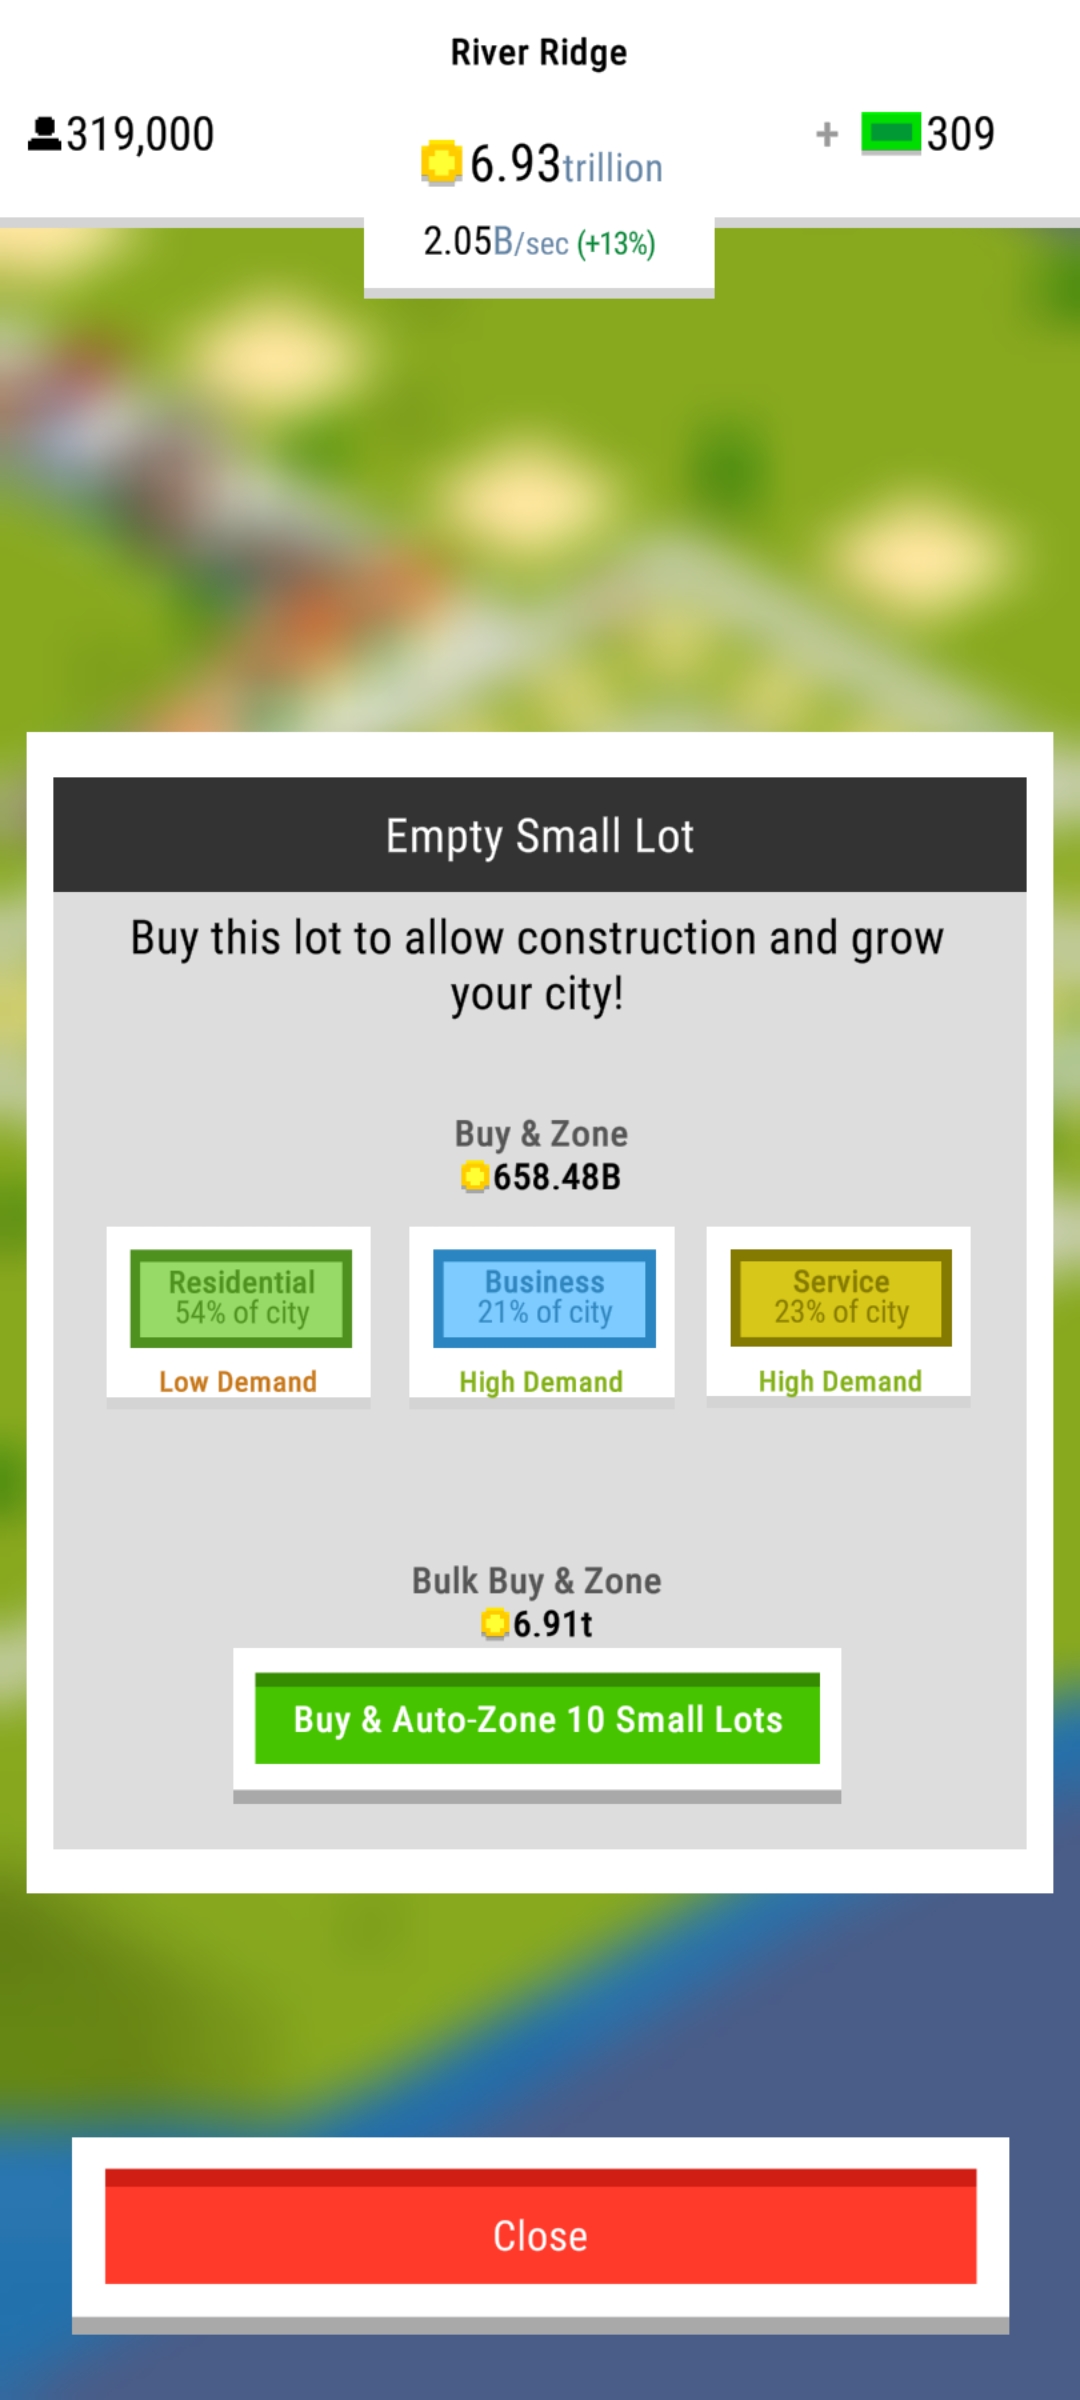 River Ridge
319,000
+ 309
6.93trillion
2.05B/sec (+13%)
Empty Small Lot
Buy this lot to allow construction and grow
your city!
Buy & Zone
658.48B
Residential
54% of city
Low Demand
Business
21% of city
High Demand
Service
23% of city
High Demand
Bulk Buy & Zone
6.91t
Buy & Auto-Zone 10 Small Lots
Close